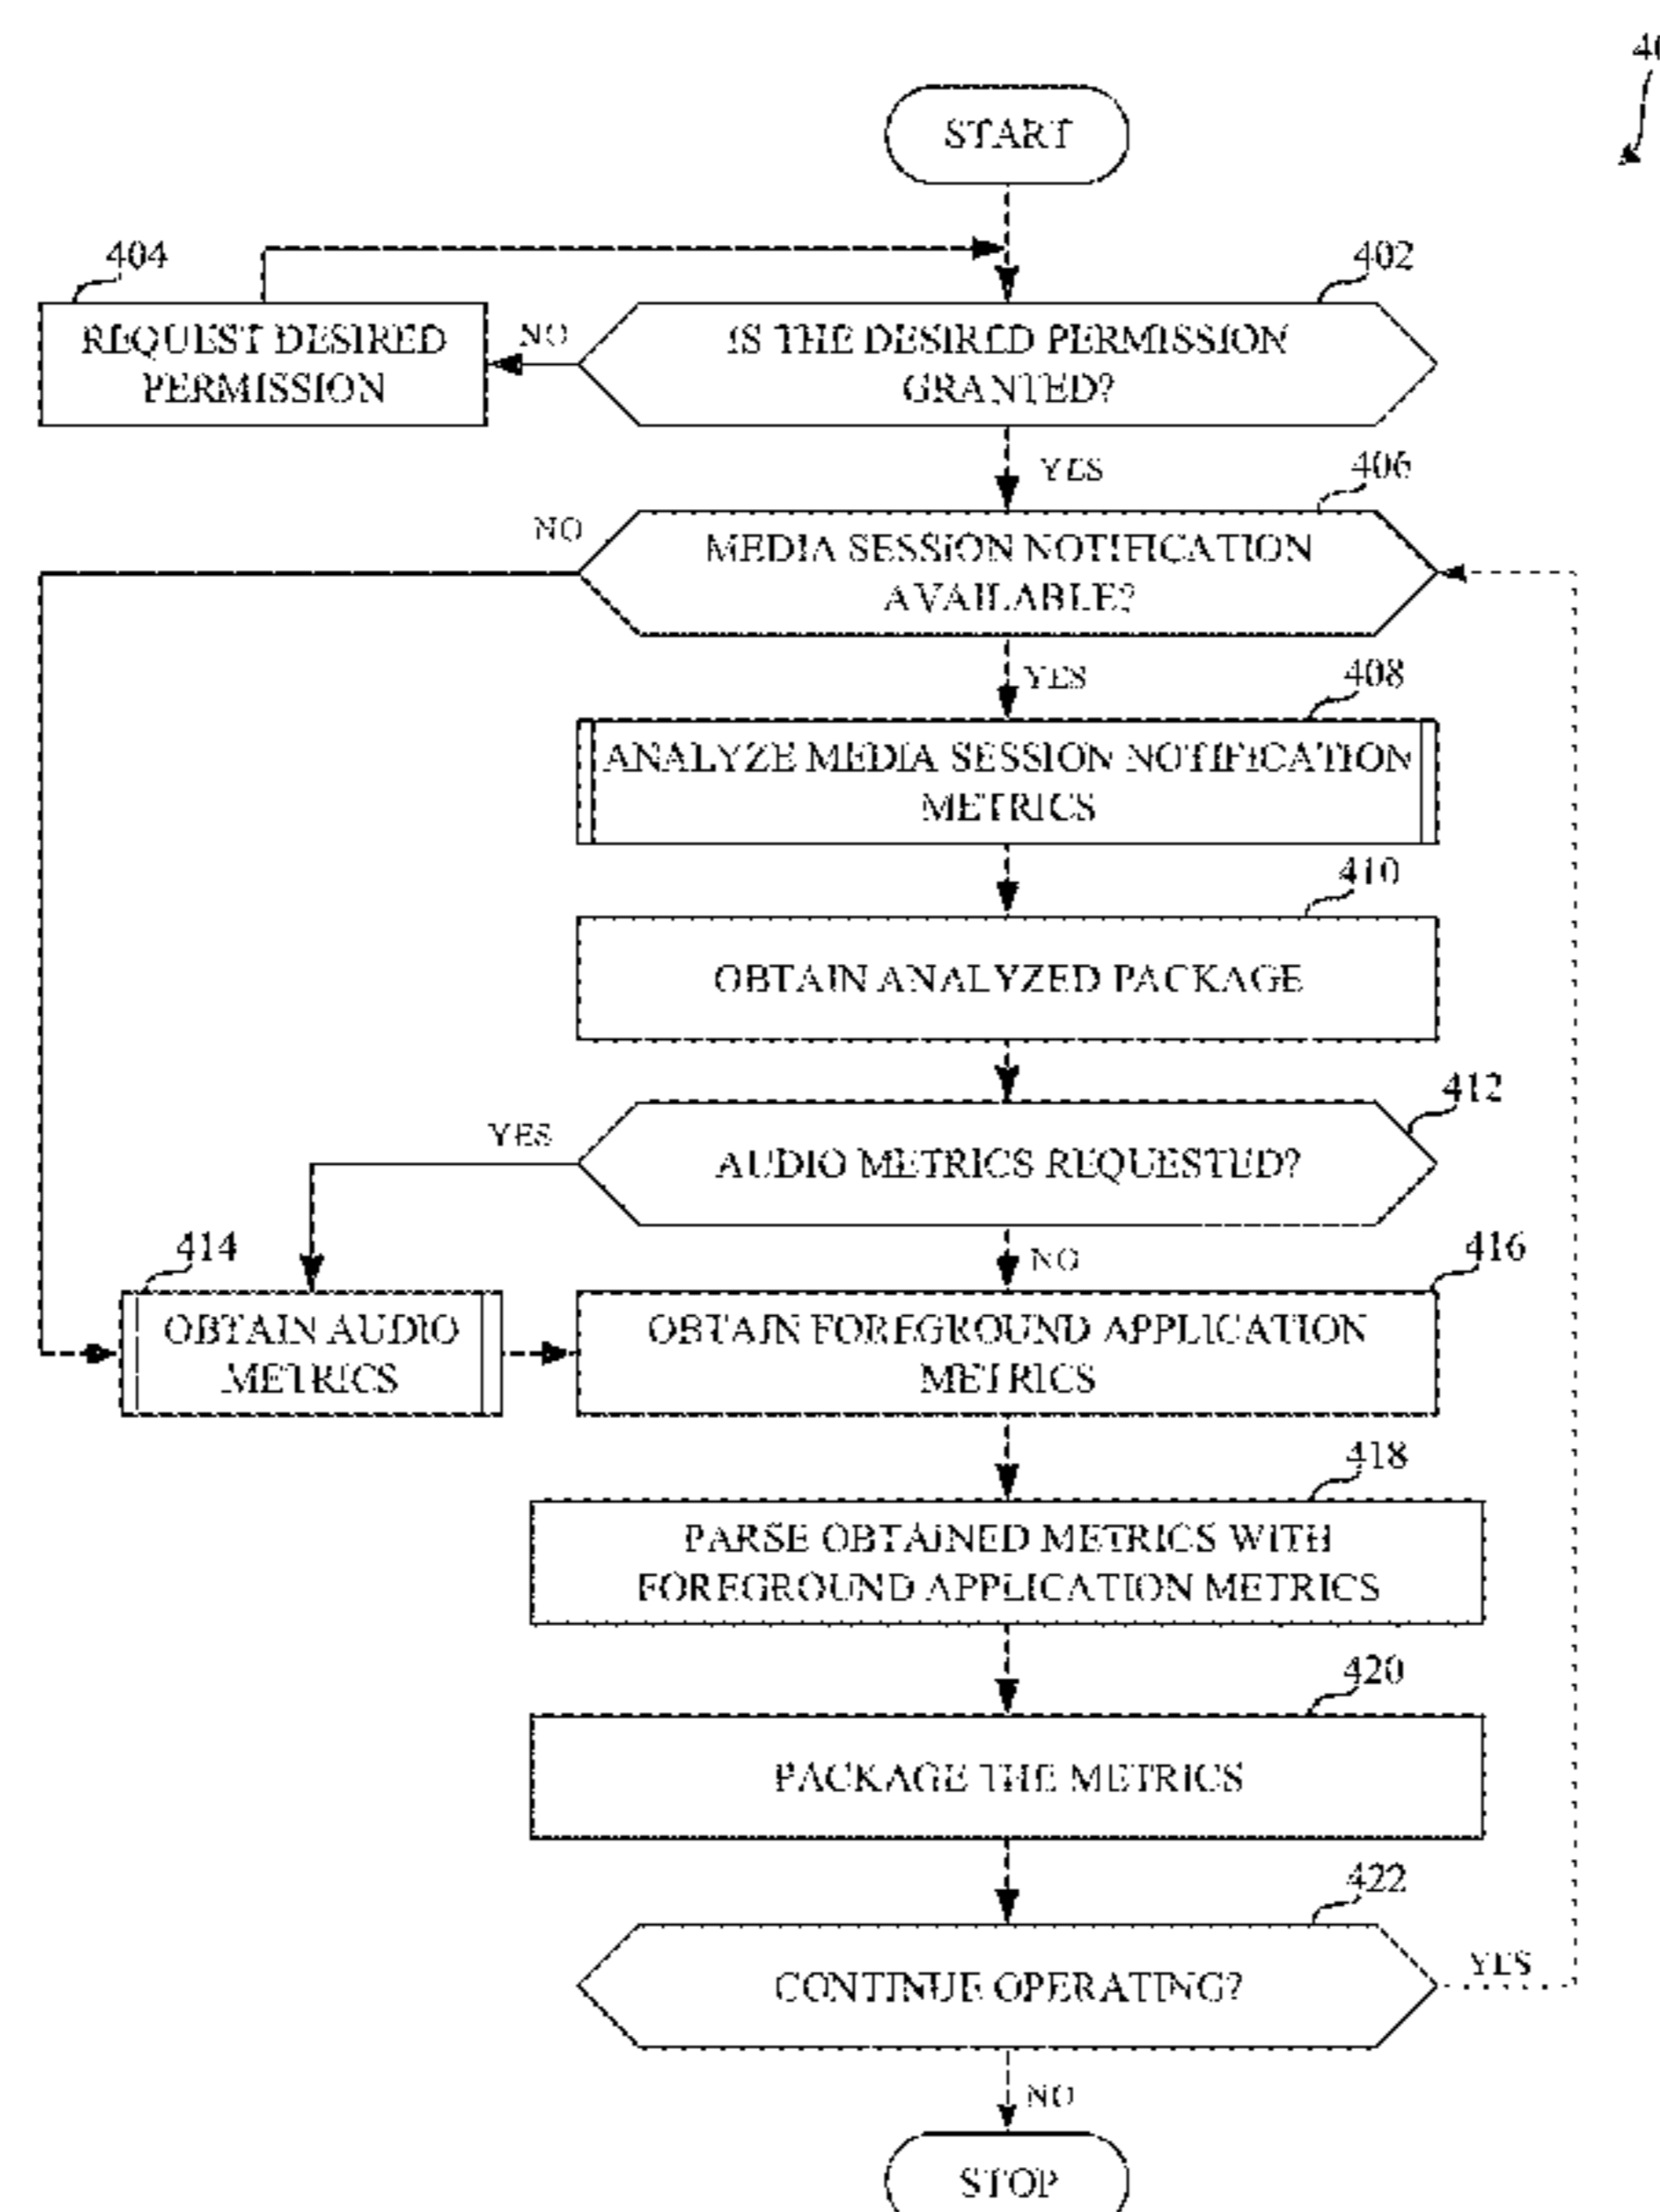 START
404
402
REQUEST DESIRED
PERMISSION
NO
IS THE DESIRED PERMISSION
GRANTED?
YES
406
NO
MEDIA SESSION NOTIFICATION
AVAILABLE?
YES
408
ANALYZE MEDIA SESSION NOTIFICATION
METRICS
410
OBTAIN ANALYZED PACKAGE
412
YES
AUDIO METRICS REQUESTED?
414
NO
416
OBTAIN AUDIO
METRICS
OBTAIN FOREGROUND APPLICATION
METRICS
418
PARSE OBTAINED METRICS WITH
FOREGROUND APPLICATION METRICS
420
PACKAGE THE METRICS
422
CONTINUE OPERATING?
YES
NO
STOP